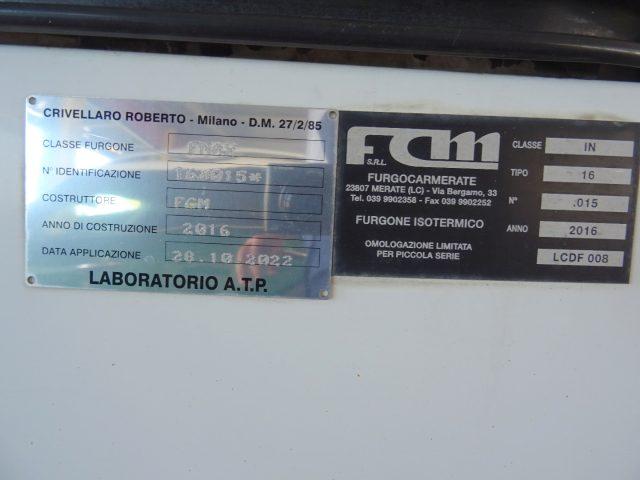 CRIVELLARO ROBERTO - Milano - D.M. 27/2/85
CLASSE FURGONE
N° IDENTIFICAZIONE 16M015*
COSTRUTTORE FGM
ANNO DI COSTRUZIONE 2016
DATA APPLICAZIONE 28.10.2022
LABORATORIO A.T.P.
FCM
S.R.L.
FURGOCARMERATE
23807 MERATE (LC) - Via Bergamo, 33
Tel. 039 9902358 - Fax 039 9902252
FURGONE ISOTERMICO
OMOLOGAZIONE LIMITATA
PER PICCOLA SERIE
CLASSE IN
TIPO 16
N° .015
ANNO 2016
LCDF 008